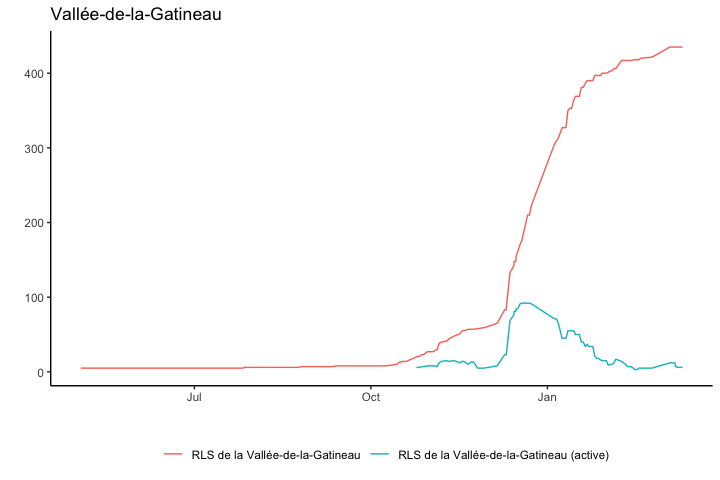 Vallée-de-la-Gatineau
400
300
200
100
0
Jul Oct Jan
RLS de la Vallée-de-la-Gatineau RLS de la Vallée-de-la-Gatineau (active)